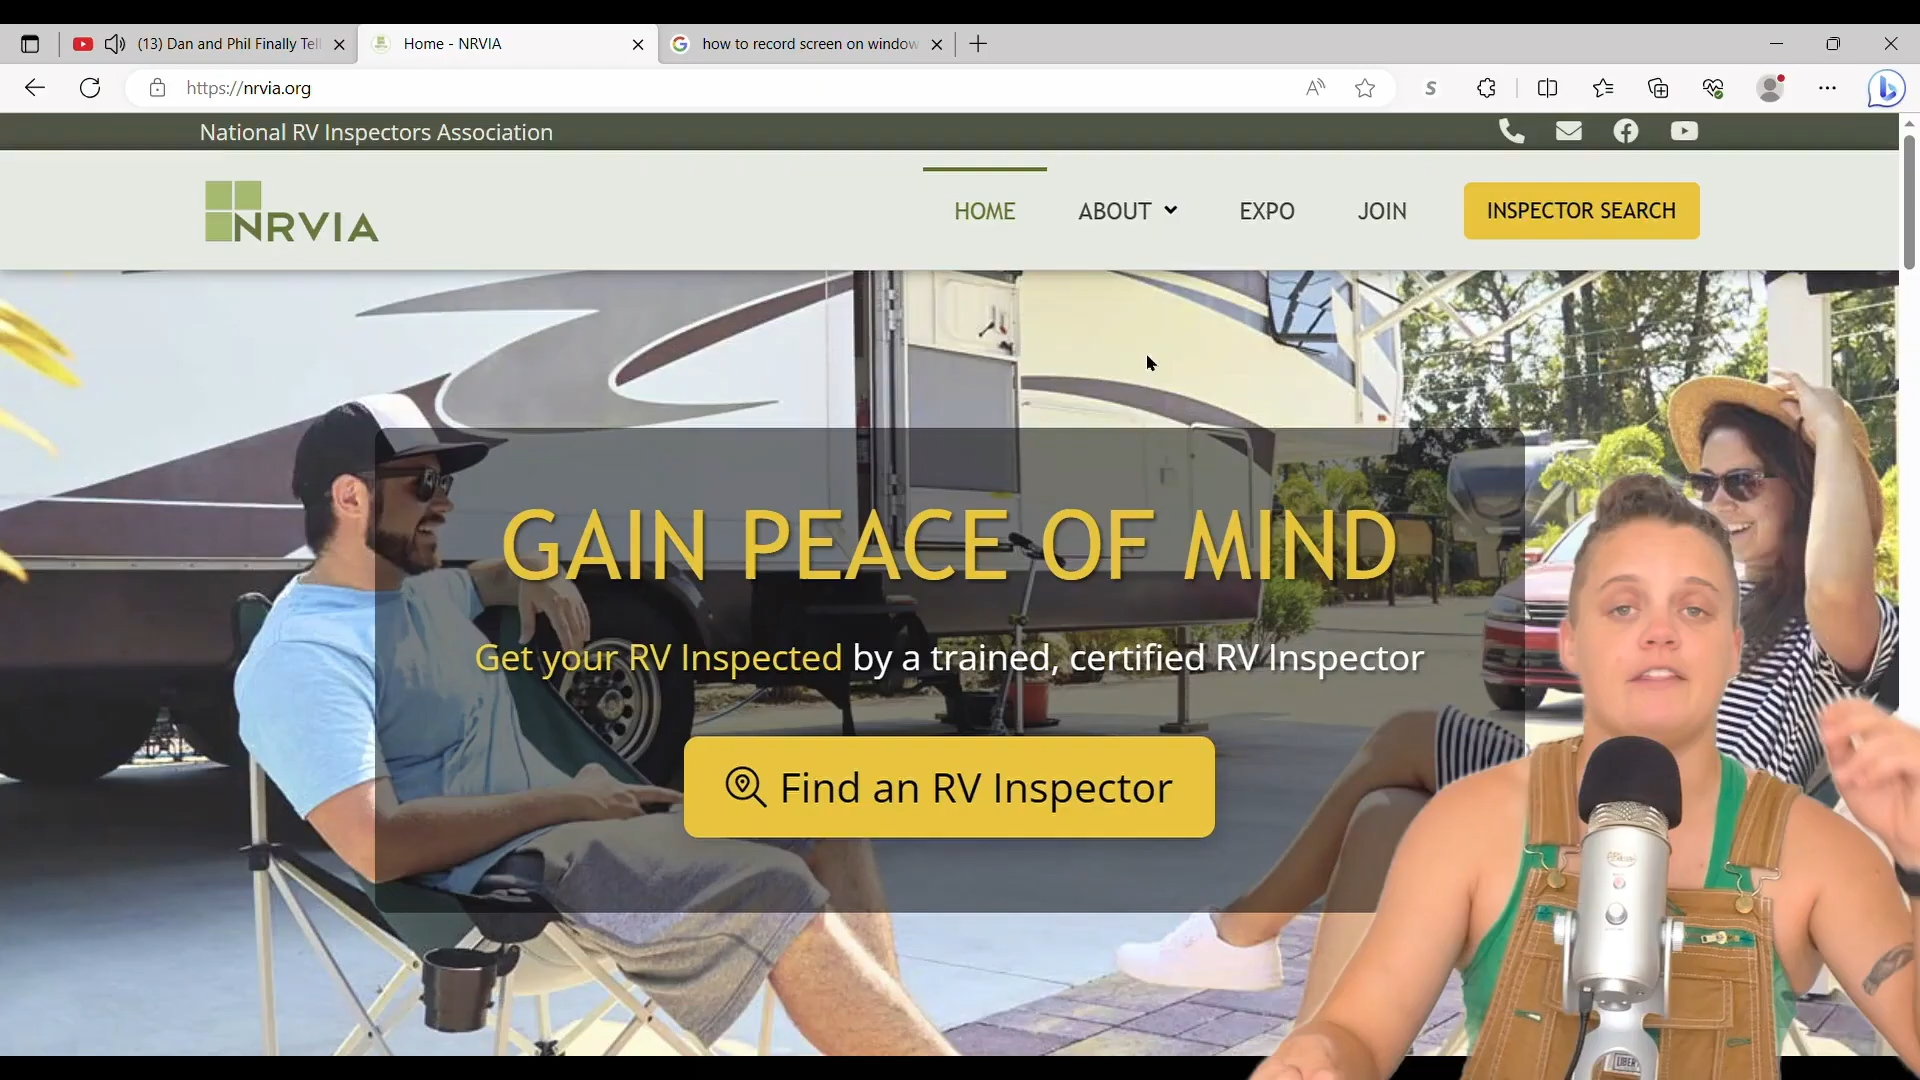 (13) Dan and Phil Finally Tell
Home - NRVIA
how to record screen on window
https://nrvia.org
National RV Inspectors Association
NRVIA
HOME
ABOUT
EXPO
JOIN
INSPECTOR SEARCH
GAIN PEACE OF MIND
Get your RV Inspected by a trained, certified RV Inspector
Find an RV Inspector